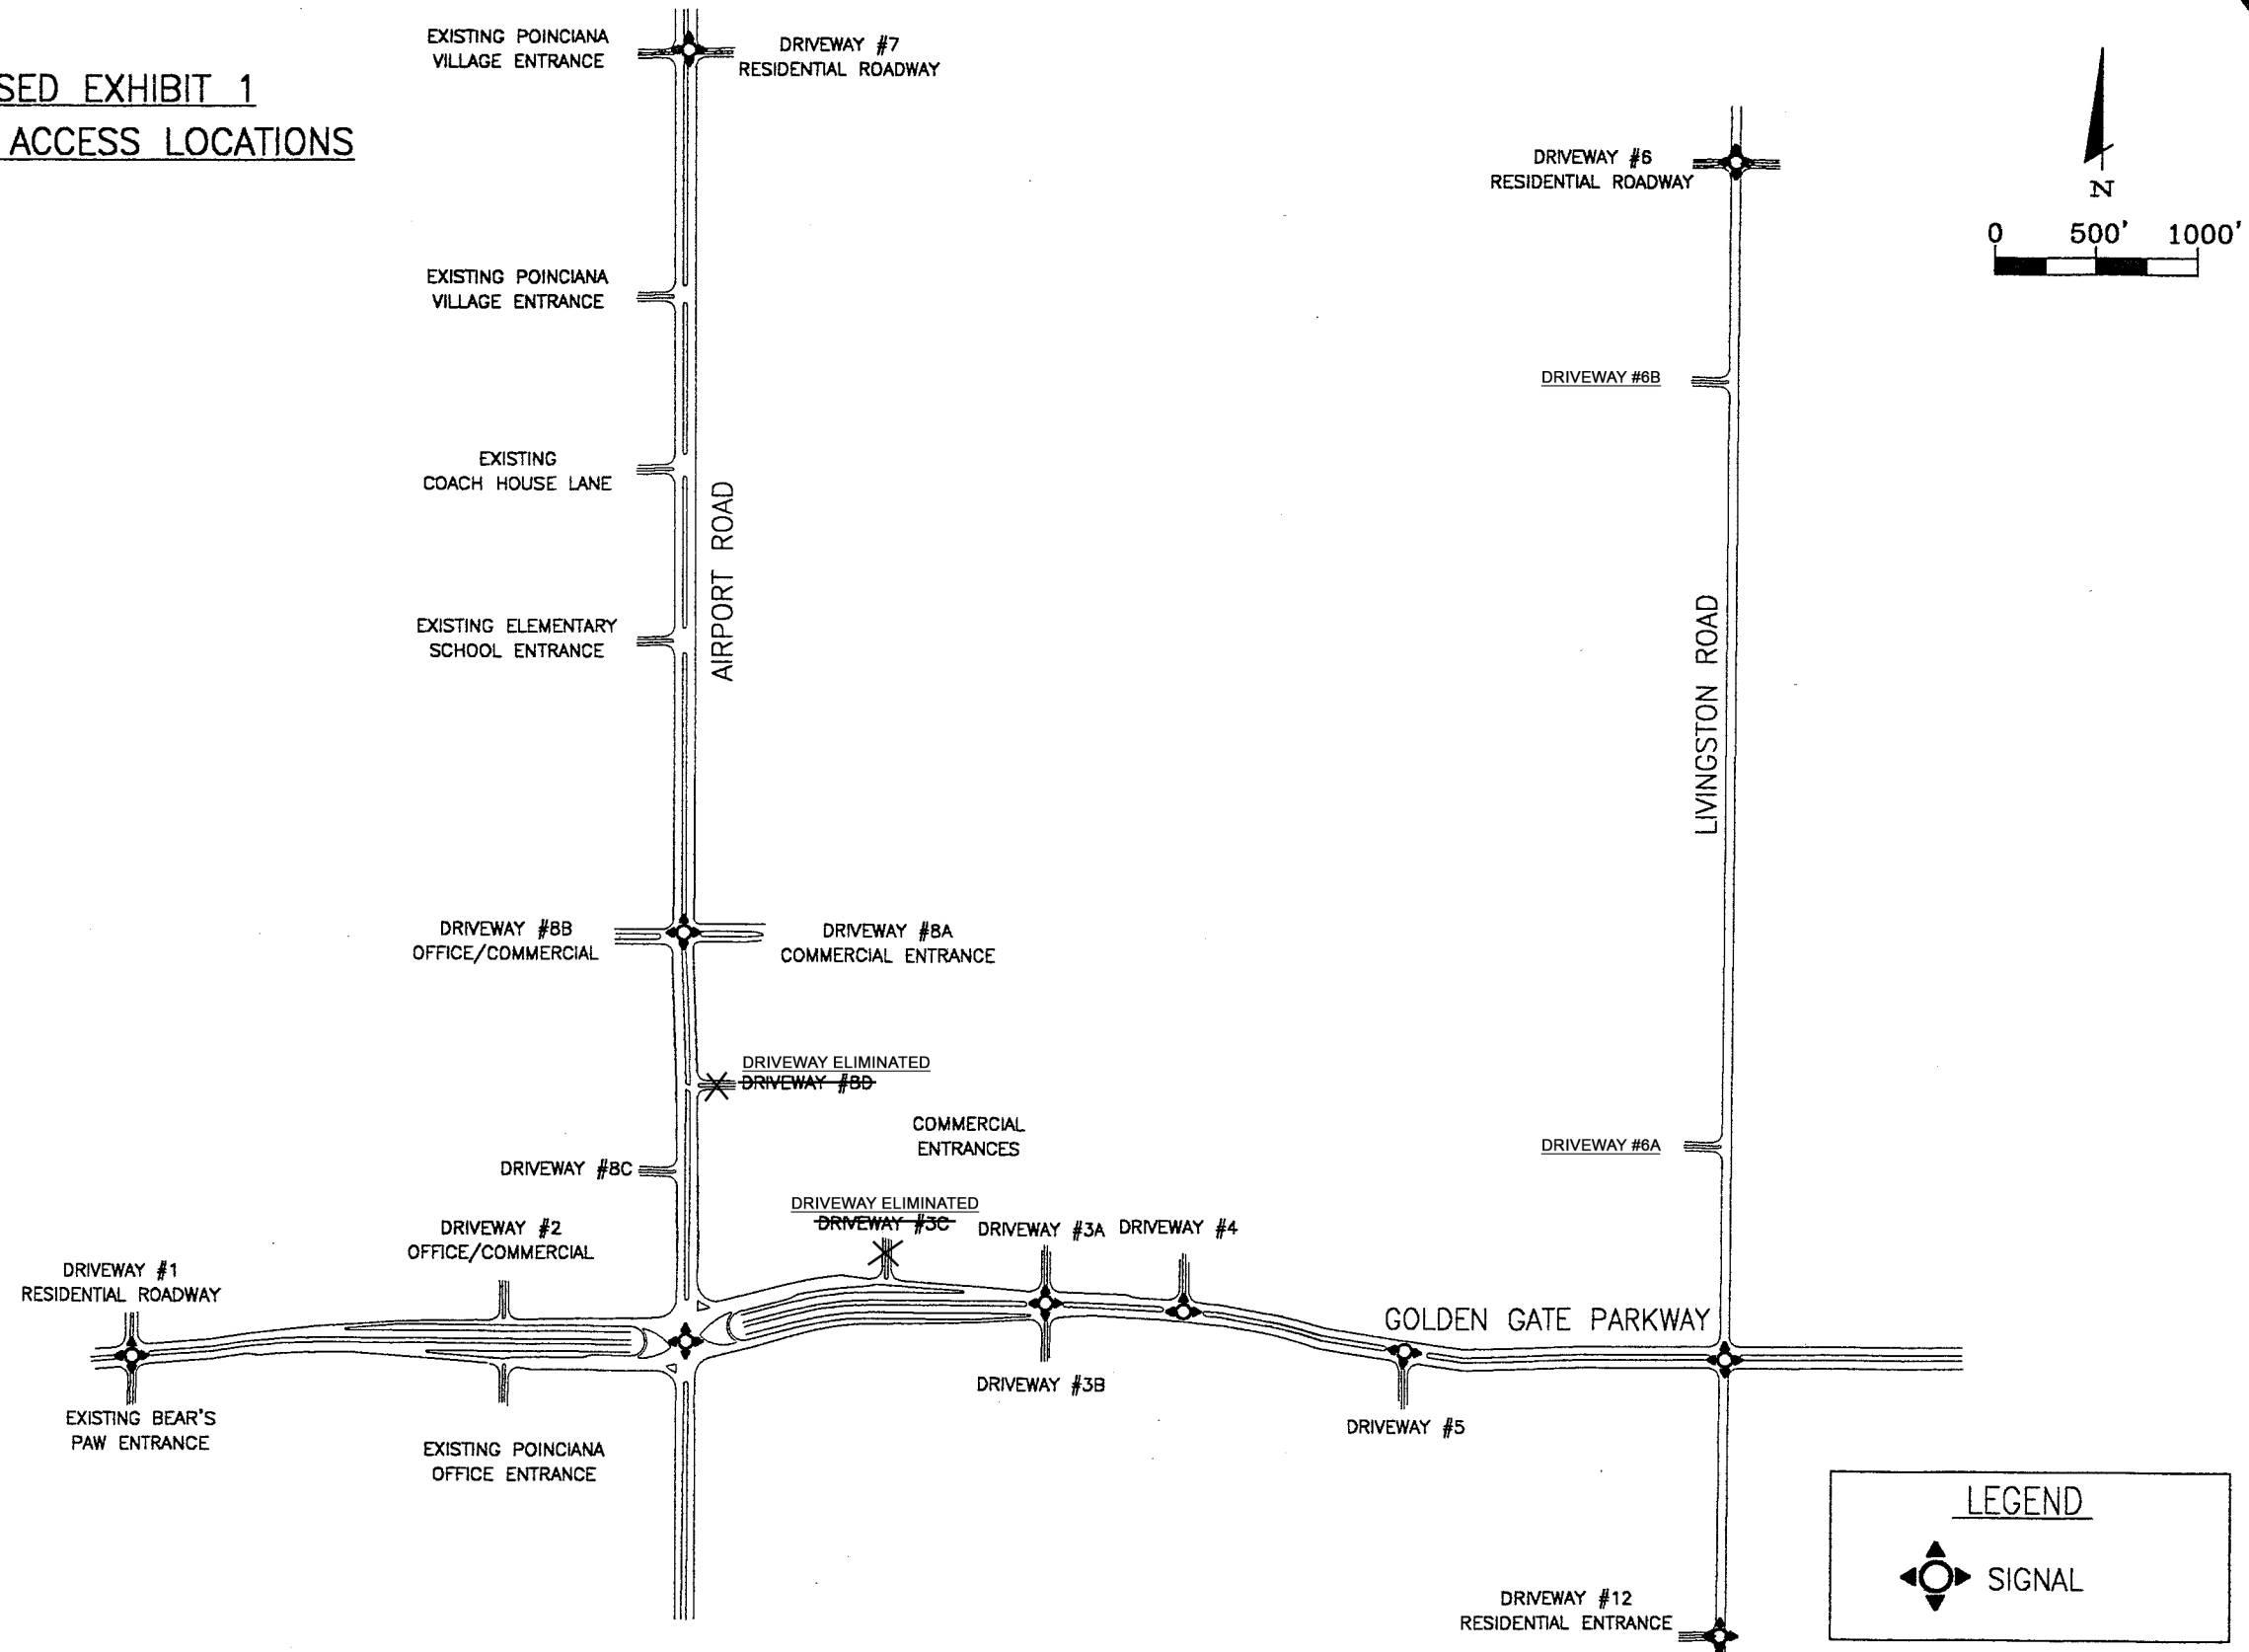 SED EXHIBIT 1
ACCESS LOCATIONS
EXISTING POINCIANA
VILLAGE ENTRANCE
DRIVEWAY #7
RESIDENTIAL ROADWAY
DRIVEWAY #6
RESIDENTIAL ROADWAY
N
0 500' 1000'
EXISTING POINCIANA
VILLAGE ENTRANCE
DRIVEWAY #6B
EXISTING
COACH HOUSE LANE
AIRPORT ROAD
EXISTING ELEMENTARY
SCHOOL ENTRANCE
LIVINGSTON ROAD
DRIVEWAY #8B
OFFICE/COMMERCIAL
DRIVEWAY #8A
COMMERCIAL ENTRANCE
DRIVEWAY ELIMINATED
DRIVEWAY #8D
COMMERCIAL
ENTRANCES
DRIVEWAY #6A
DRIVEWAY #8C
DRIVEWAY ELIMINATED
DRIVEWAY #3C
DRIVEWAY #3A
DRIVEWAY #4
DRIVEWAY #2
OFFICE/COMMERCIAL
DRIVEWAY #1
RESIDENTIAL ROADWAY
GOLDEN GATE PARKWAY
DRIVEWAY #3B
EXISTING BEAR'S
PAW ENTRANCE
DRIVEWAY #5
EXISTING POINCIANA
OFFICE ENTRANCE
LEGEND
SIGNAL
DRIVEWAY #12
RESIDENTIAL ENTRANCE